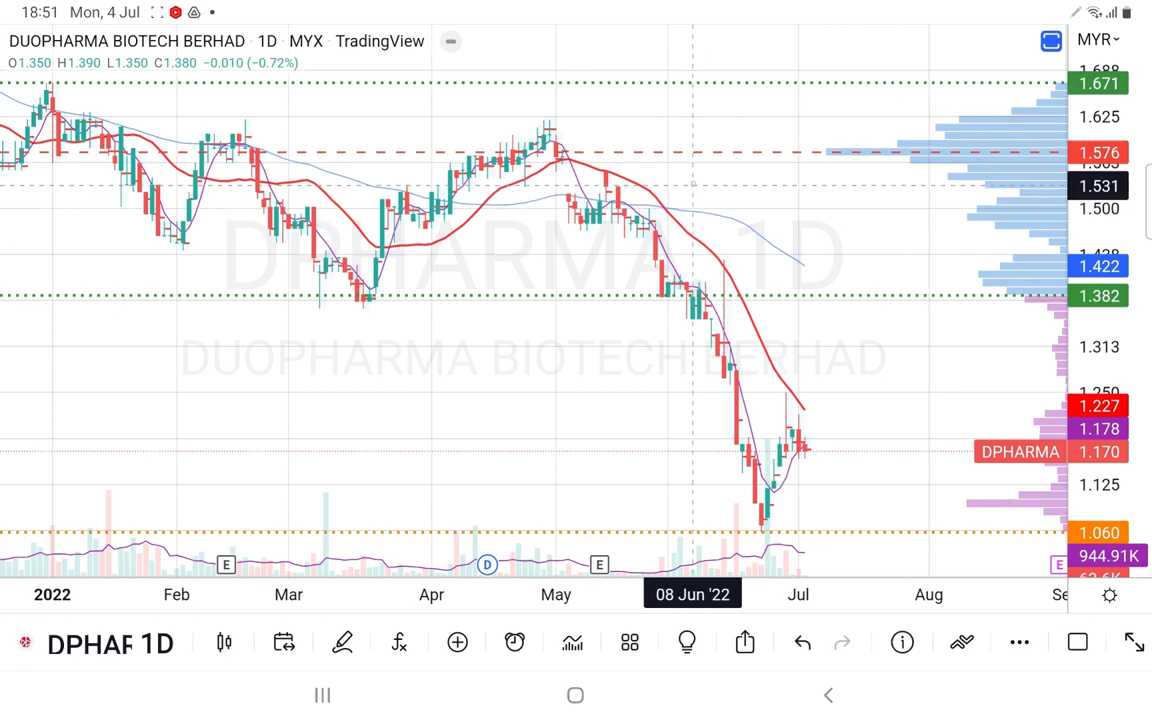 18:51 Mon, 4 Jul
DUOPHARMA BIOTECH BERHAD · 1D · MYX · TradingView
MYR
O1.350 H1.390 L1.350 C1.380 −0.010 (−0.72%)
1.688
1.671
1.625
1.576
1.531
1.500
DPHARMA, 1D
1.422
1.382
DUOPHARMA BIOTECH BERHAD
1.313
1.250
1.227
1.178
DPHARMA 1.170
1.125
1.060
944.91K
E D E E
2022 Feb Mar Apr May 08 Jun '22 Jul Aug Se
DPHAR 1D